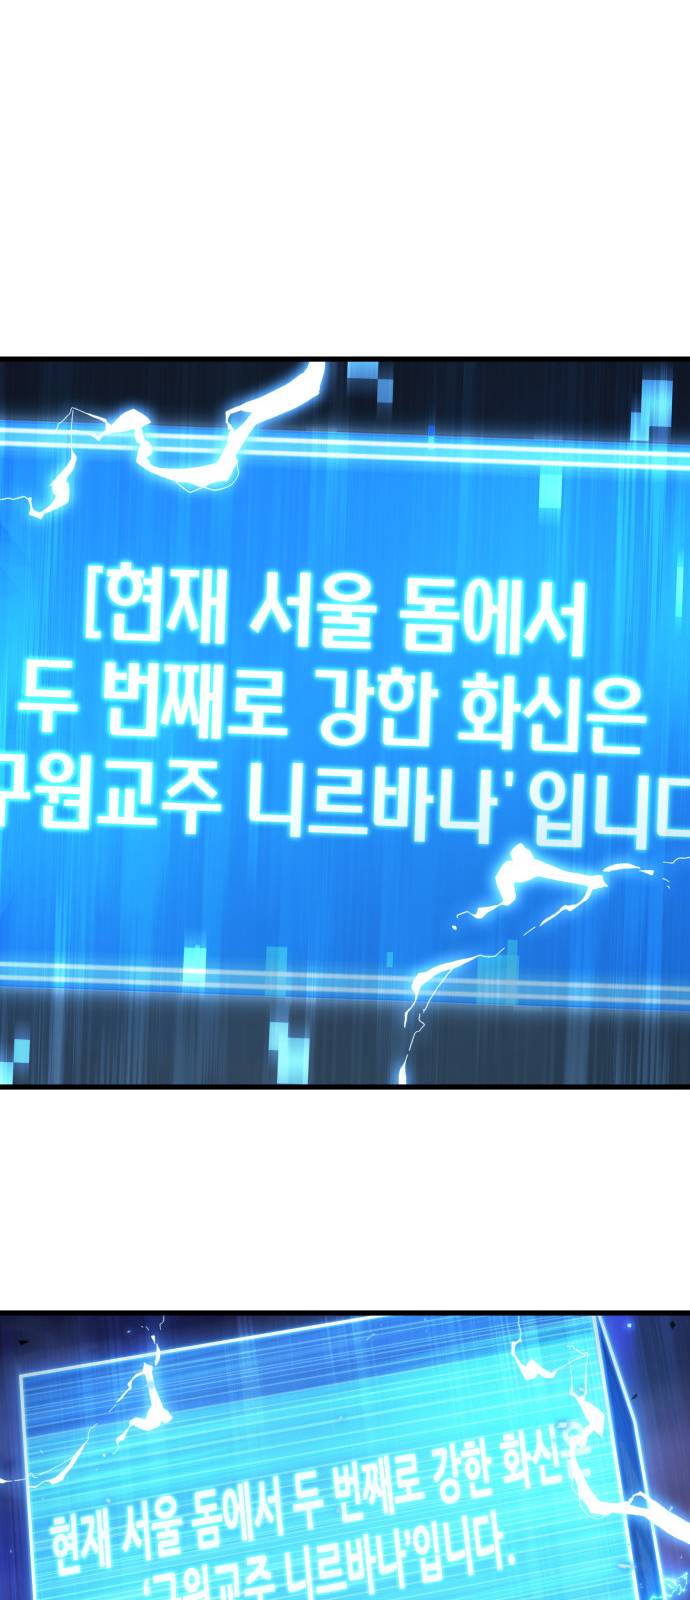 [현재 서울 돔에서
두 번째로 강한 화신은
구원교주 니르바나'입니다
현재 서울 돔에서 두 번째로 강한 화신은
'구원교주 니르바나'입니다.